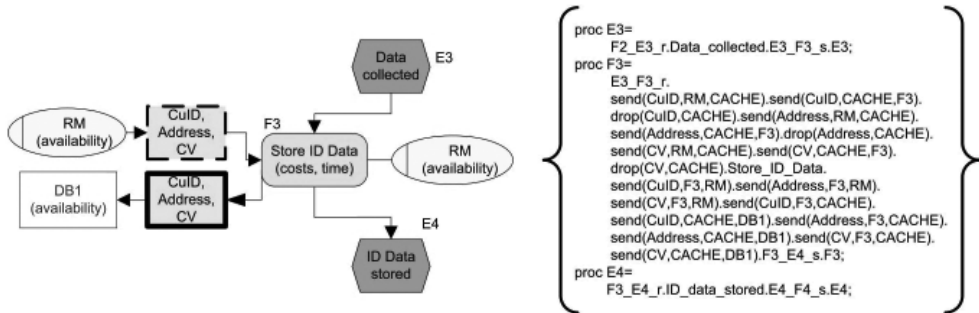 Data
collected
E3
RM
(availability)
CuID,
Address,
CV
F3
Store ID Data
(costs, time)
RM
(availability)
DB1
(availability)
CuID,
Address,
CV
E4
ID Data
stored
proc E3=
F2_E3_r.Data_collected.E3_F3_s.E3;
proc F3=
E3_F3_r.
send(CuID,RM,CACHE).send(CuID,CACHE,F3).
drop(CuID,CACHE).send(Address,RM,CACHE).
send(Address,CACHE,F3).drop(Address,CACHE).
send(CV,RM,CACHE).send(CV,CACHE,F3).
drop(CV,CACHE).Store_ID_Data.
send(CuID,F3,RM).send(Address,F3,RM).
send(CV,F3,RM).send(CuID,F3,CACHE).
send(CuID,CACHE,DB1).send(Address,F3,CACHE).
send(Address,CACHE,DB1).send(CV,F3,CACHE).
send(CV,CACHE,DB1).F3_E4_s.F3;
proc E4=
F3_E4_r.ID_data_stored.E4_F4_s.E4;